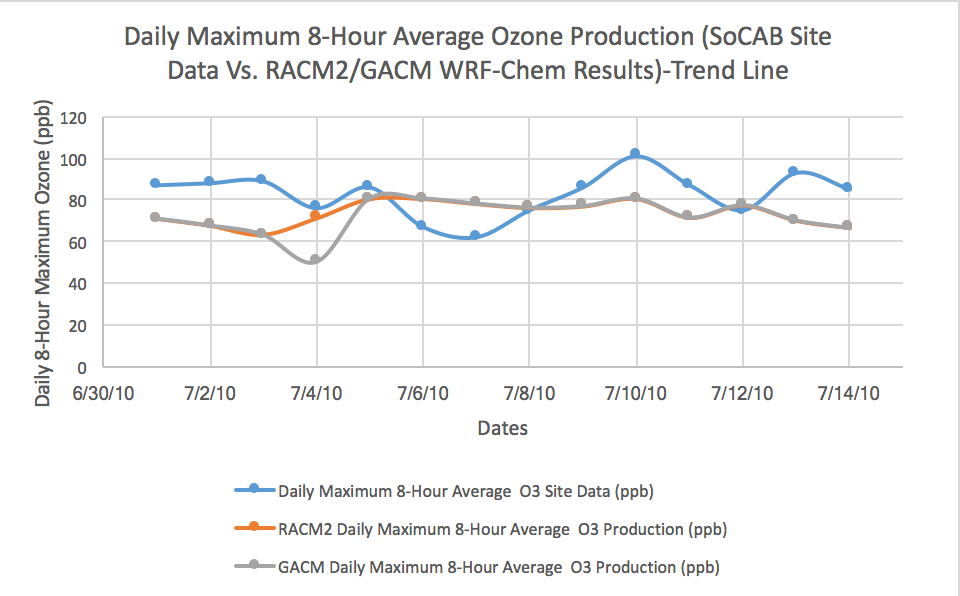 Daily Maximum 8-Hour Average Ozone Production (SoCAB Site
Data Vs. RACM2/GACM WRF-Chem Results)-Trend Line
Daily 8-Hour Maximum Ozone (ppb)
120
100
80
60
40
20
0
6/30/10 7/2/10 7/4/10 7/6/10 7/8/10 7/10/10 7/12/10 7/14/10
Dates
Daily Maximum 8-Hour Average  O3 Site Data (ppb)
RACM2 Daily Maximum 8-Hour Average  O3 Production (ppb)
GACM Daily Maximum 8-Hour Average  O3 Production (ppb)